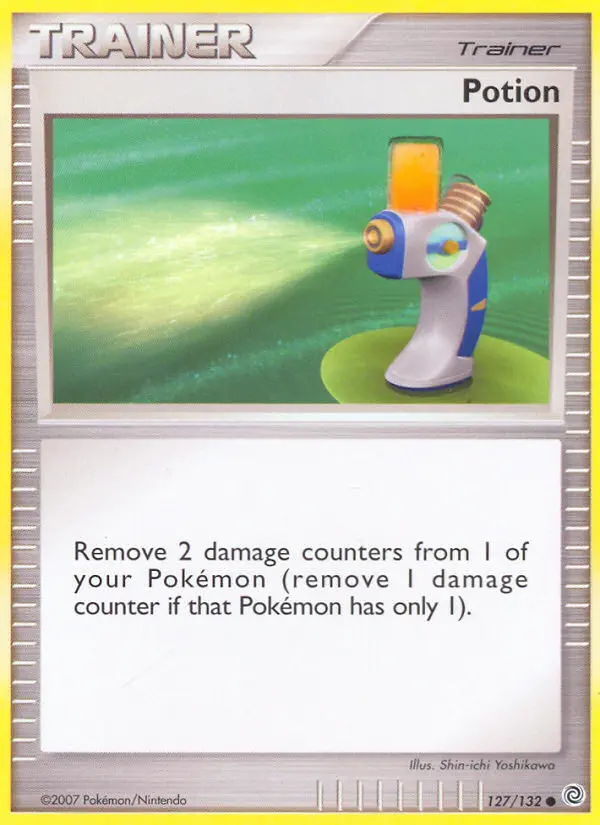 TRAINER
Trainer
Potion
Remove 2 damage counters from 1 of
your Pokémon (remove 1 damage
counter if that Pokémon has only 1).
Illus. Shin-ichi Yoshikawa
©2007 Pokémon/Nintendo
127/132